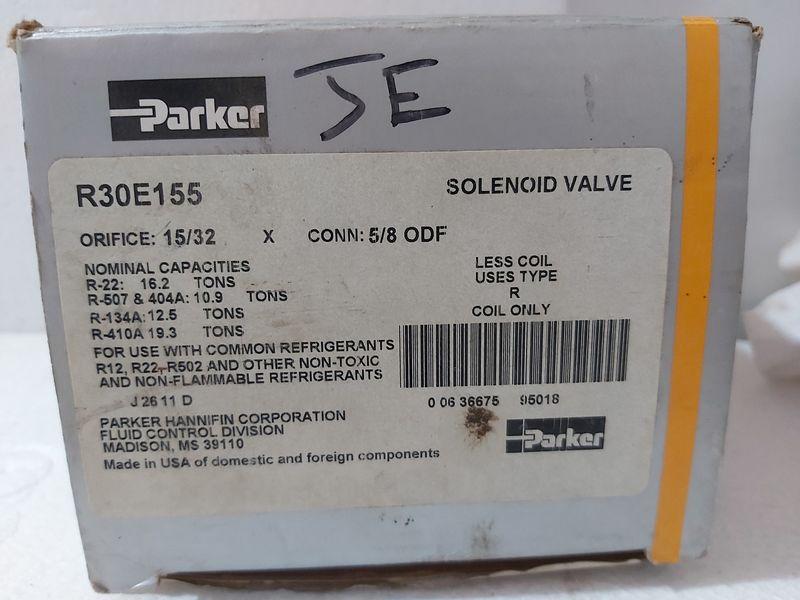 Parker
JE
R30E155
SOLENOID VALVE
ORIFICE: 15/32 X CONN: 5/8 ODF
NOMINAL CAPACITIES
R-22: 16.2 TONS
R-507 & 404A: 10.9 TONS
R-134A: 12.5 TONS
R-410A 19.3 TONS
LESS COIL
USES TYPE
R
COIL ONLY
FOR USE WITH COMMON REFRIGERANTS
R12, R22, R502 AND OTHER NON-TOXIC
AND NON-FLAMMABLE REFRIGERANTS
J 26 11 D
0 06 36675 95018
PARKER HANNIFIN CORPORATION
FLUID CONTROL DIVISION
MADISON, MS 39110
Made in USA of domestic and foreign components
Parker